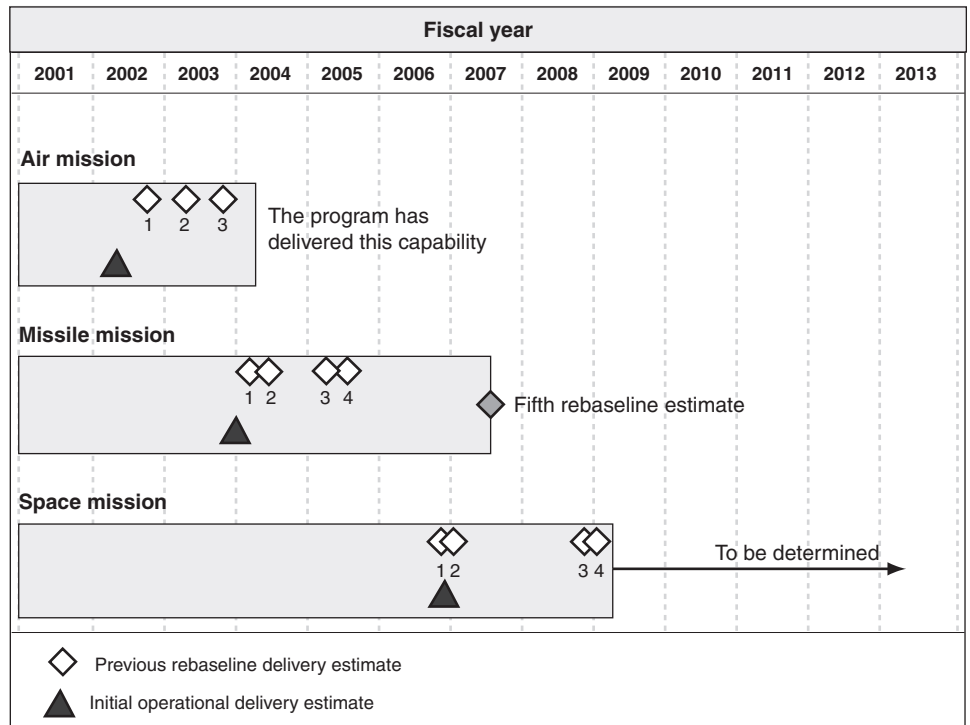 Fiscal year
2001 2002 2003 2004 2005 2006 2007 2008 2009 2010 2011 2012 2013
Air mission
1 2 3
The program has
delivered this capability
Missile mission
1 2 3 4
Fifth rebaseline estimate
Space mission
1 2 3 4
To be determined
Previous rebaseline delivery estimate
Initial operational delivery estimate